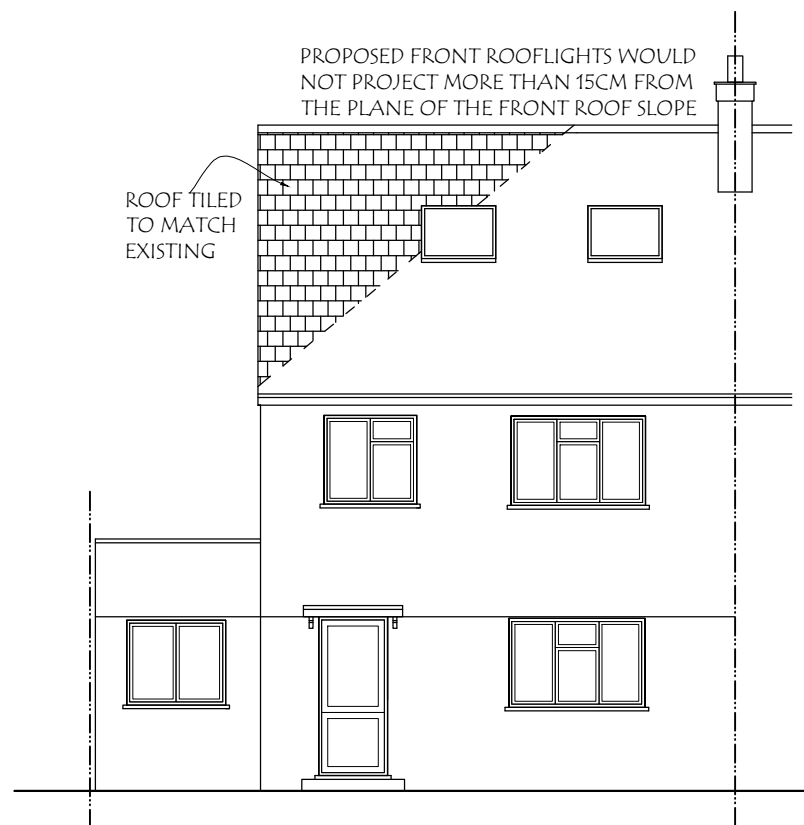 PROPOSED FRONT ROOFLIGHTS WOULD
NOT PROJECT MORE THAN 15CM FROM
THE PLANE OF THE FRONT ROOF SLOPE
ROOF TILED
TO MATCH
EXISTING